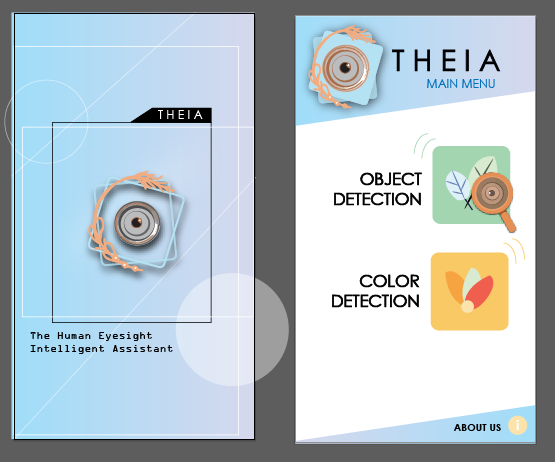 THEIA
The Human Eyesight
Intelligent Assistant
THEIA
MAIN MENU
OBJECT
DETECTION
COLOR
DETECTION
ABOUT US i